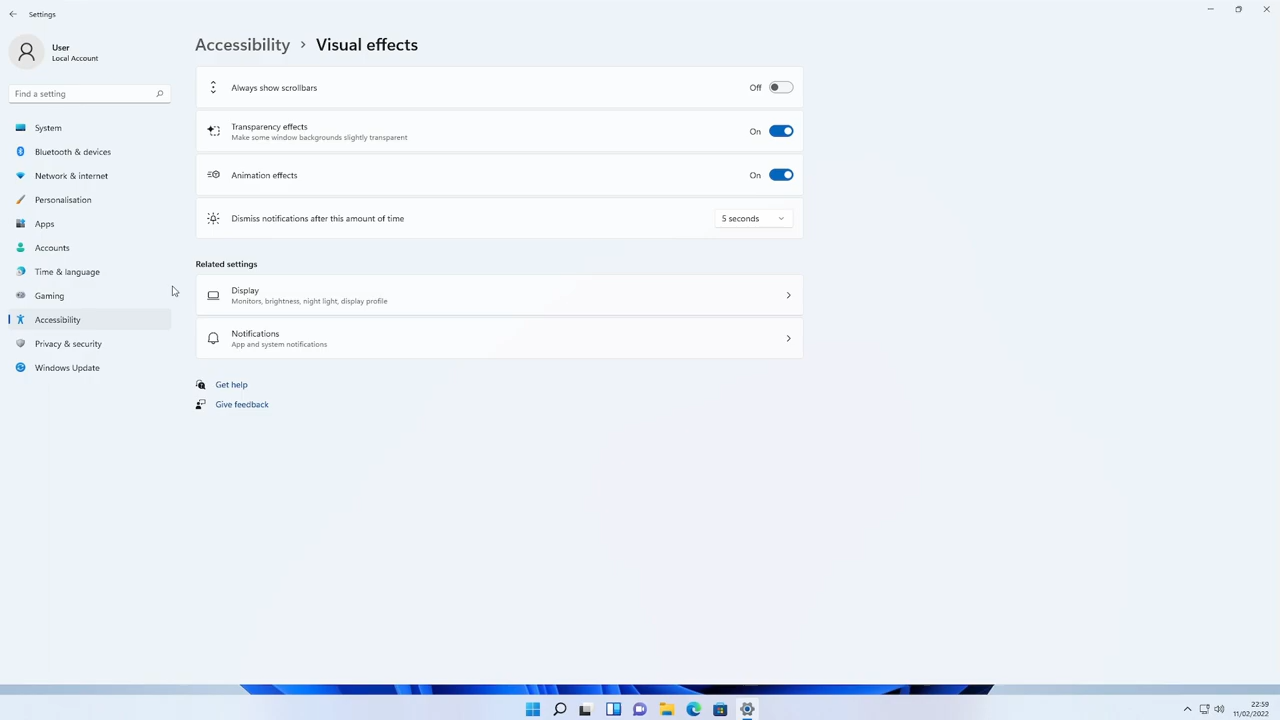 Settings
User
Local Account
Find a setting
System
Bluetooth & devices
Network & internet
Personalisation
Apps
Accounts
Time & language
Gaming
Accessibility
Privacy & security
Windows Update
Accessibility > Visual effects
Always show scrollbars
Off
Transparency effects
Make some window backgrounds slightly transparent
On
Animation effects
On
Dismiss notifications after this amount of time
5 seconds
Related settings
Display
Monitors, brightness, night light, display profile
Notifications
App and system notifications
Get help
Give feedback
22:59
11/02/2022